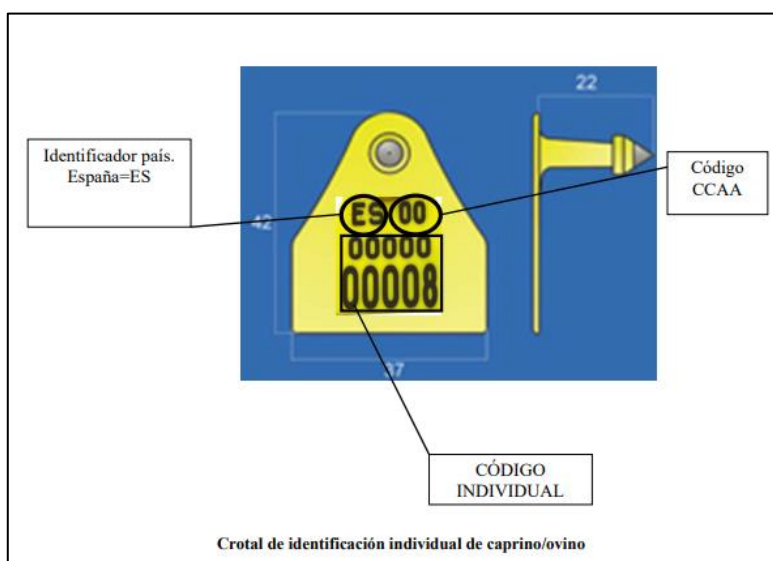 22
Identificador país.
España=ES
Código
CCAA
ES 00
42
00000
00008
37
CÓDIGO
INDIVIDUAL
Crotal de identificación individual de caprino/ovino